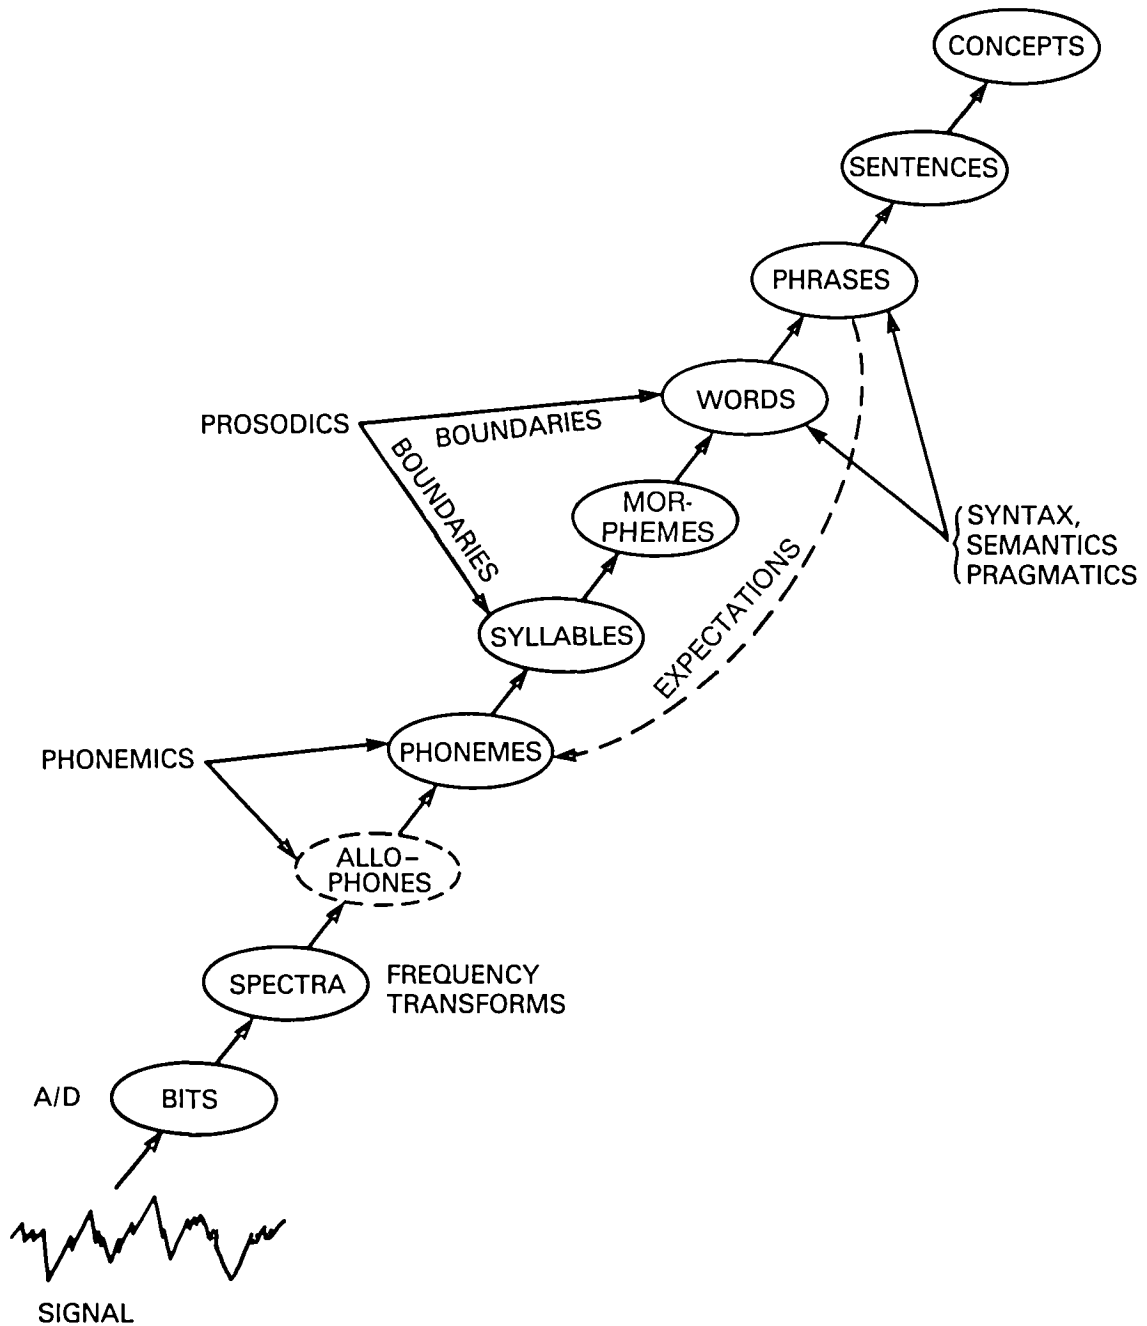 CONCEPTS
SENTENCES
PHRASES
WORDS
PROSODICS
BOUNDARIES
BOUNDARIES
MOR-
PHEMES
SYNTAX,
SEMANTICS
PRAGMATICS
EXPECTATIONS
SYLLABLES
PHONEMES
PHONEMICS
ALLO-
PHONES
SPECTRA
FREQUENCY
TRANSFORMS
A/D
BITS
SIGNAL